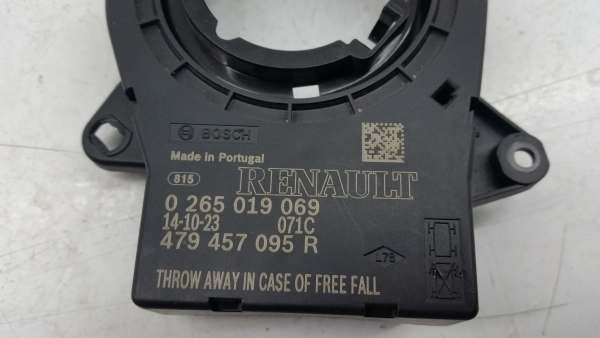 BOSCH
Made in Portugal
815
RENAULT
0 265 019 069
14-10-23 071C
479 457 095 R
L78
THROW AWAY IN CASE OF FREE FALL